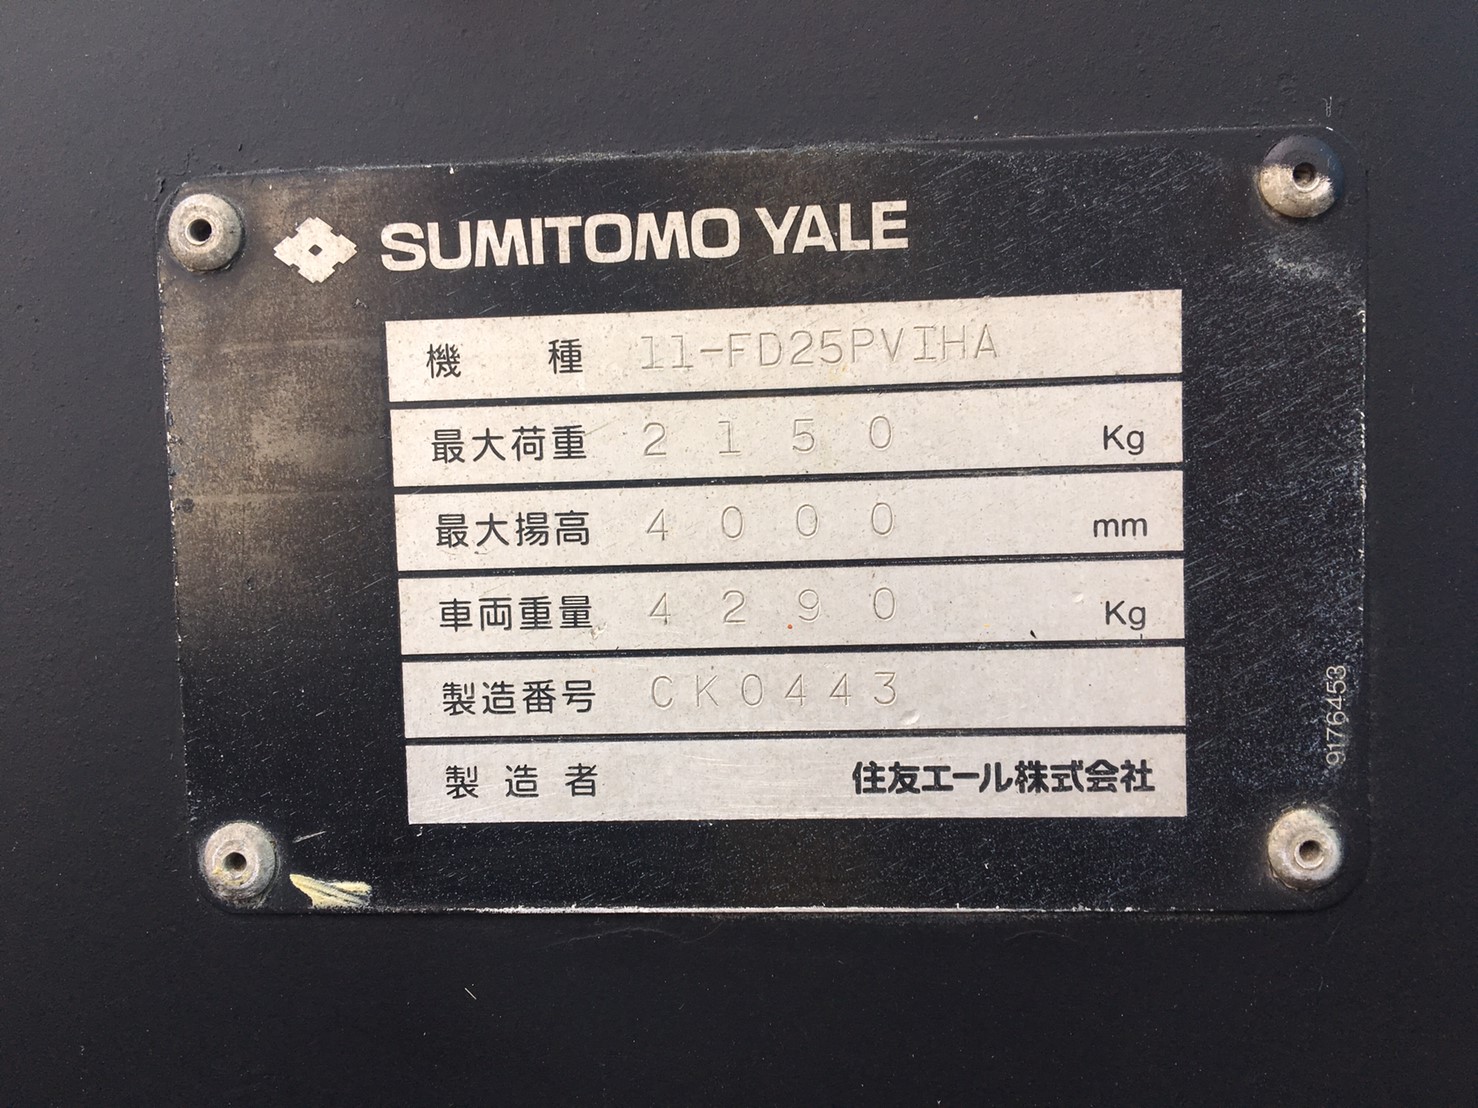 SUMITOMO YALE
機種 11-FD25PVIHA
最大荷重 2150 Kg
最大揚高 4000 mm
車両重量 4290 Kg
製造番号 CK0443
製造者 住友エール株式会社
9176453